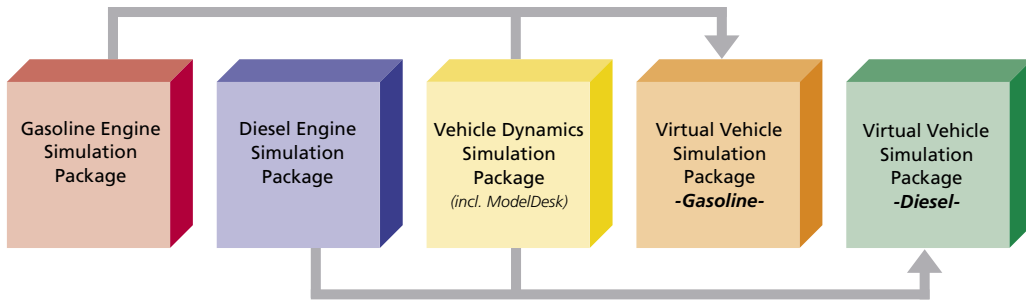 Gasoline Engine
Simulation
Package
Diesel Engine
Simulation
Package
Vehicle Dynamics
Simulation
Package
(incl. ModelDesk)
Virtual Vehicle
Simulation
Package
-Gasoline-
Virtual Vehicle
Simulation
Package
-Diesel-